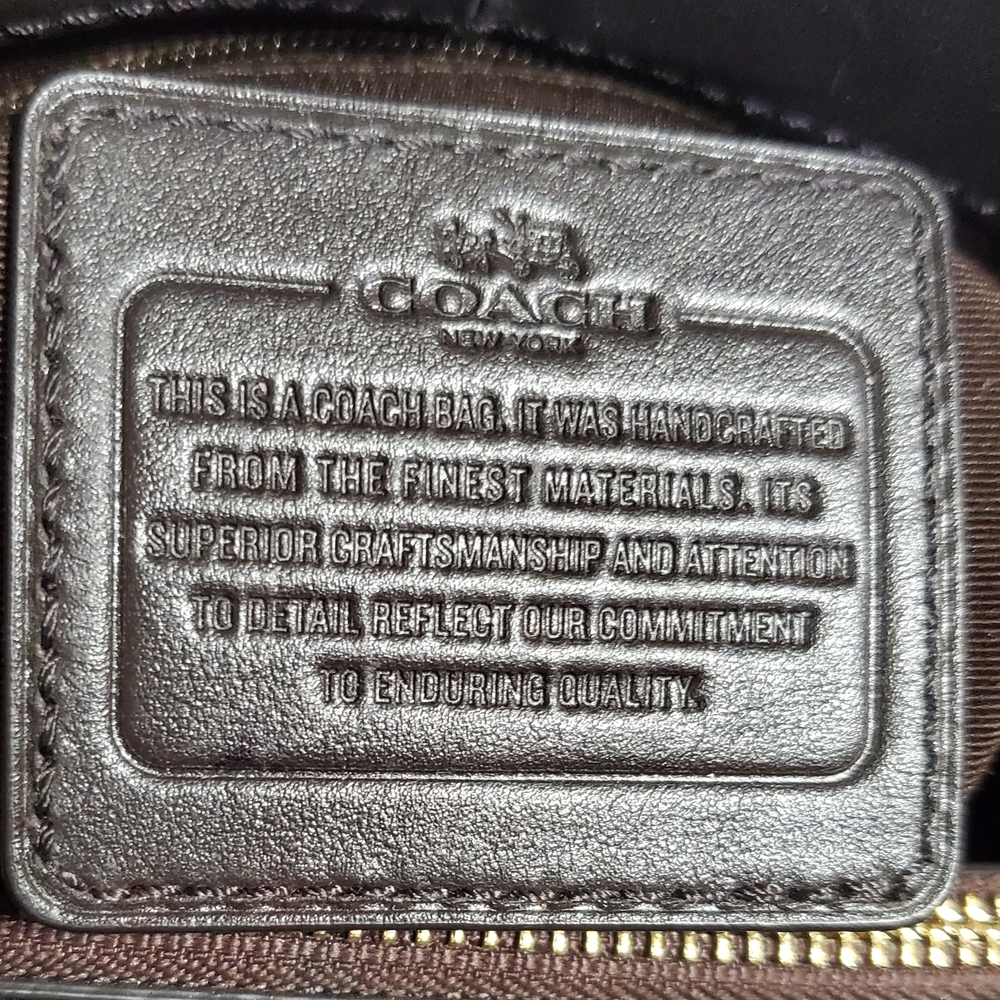 COACH
NEW YORK
THIS IS A COACH BAG. IT WAS HANDCRAFTED
FROM THE FINEST MATERIALS. ITS
SUPERIOR CRAFTSMANSHIP AND ATTENTION
TO DETAIL REFLECT OUR COMMITMENT
TO ENDURING QUALITY.